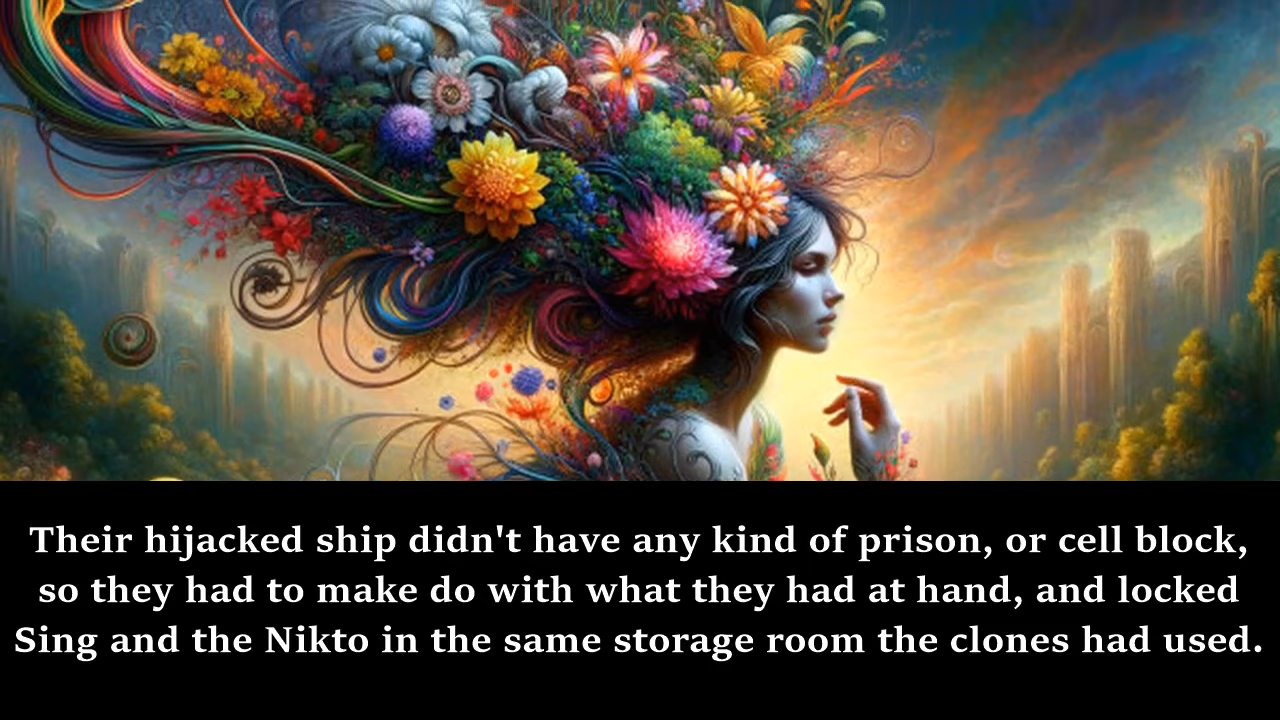 Their hijacked ship didn't have any kind of prison, or cell block,
so they had to make do with what they had at hand, and locked
Sing and the Nikto in the same storage room the clones had used.